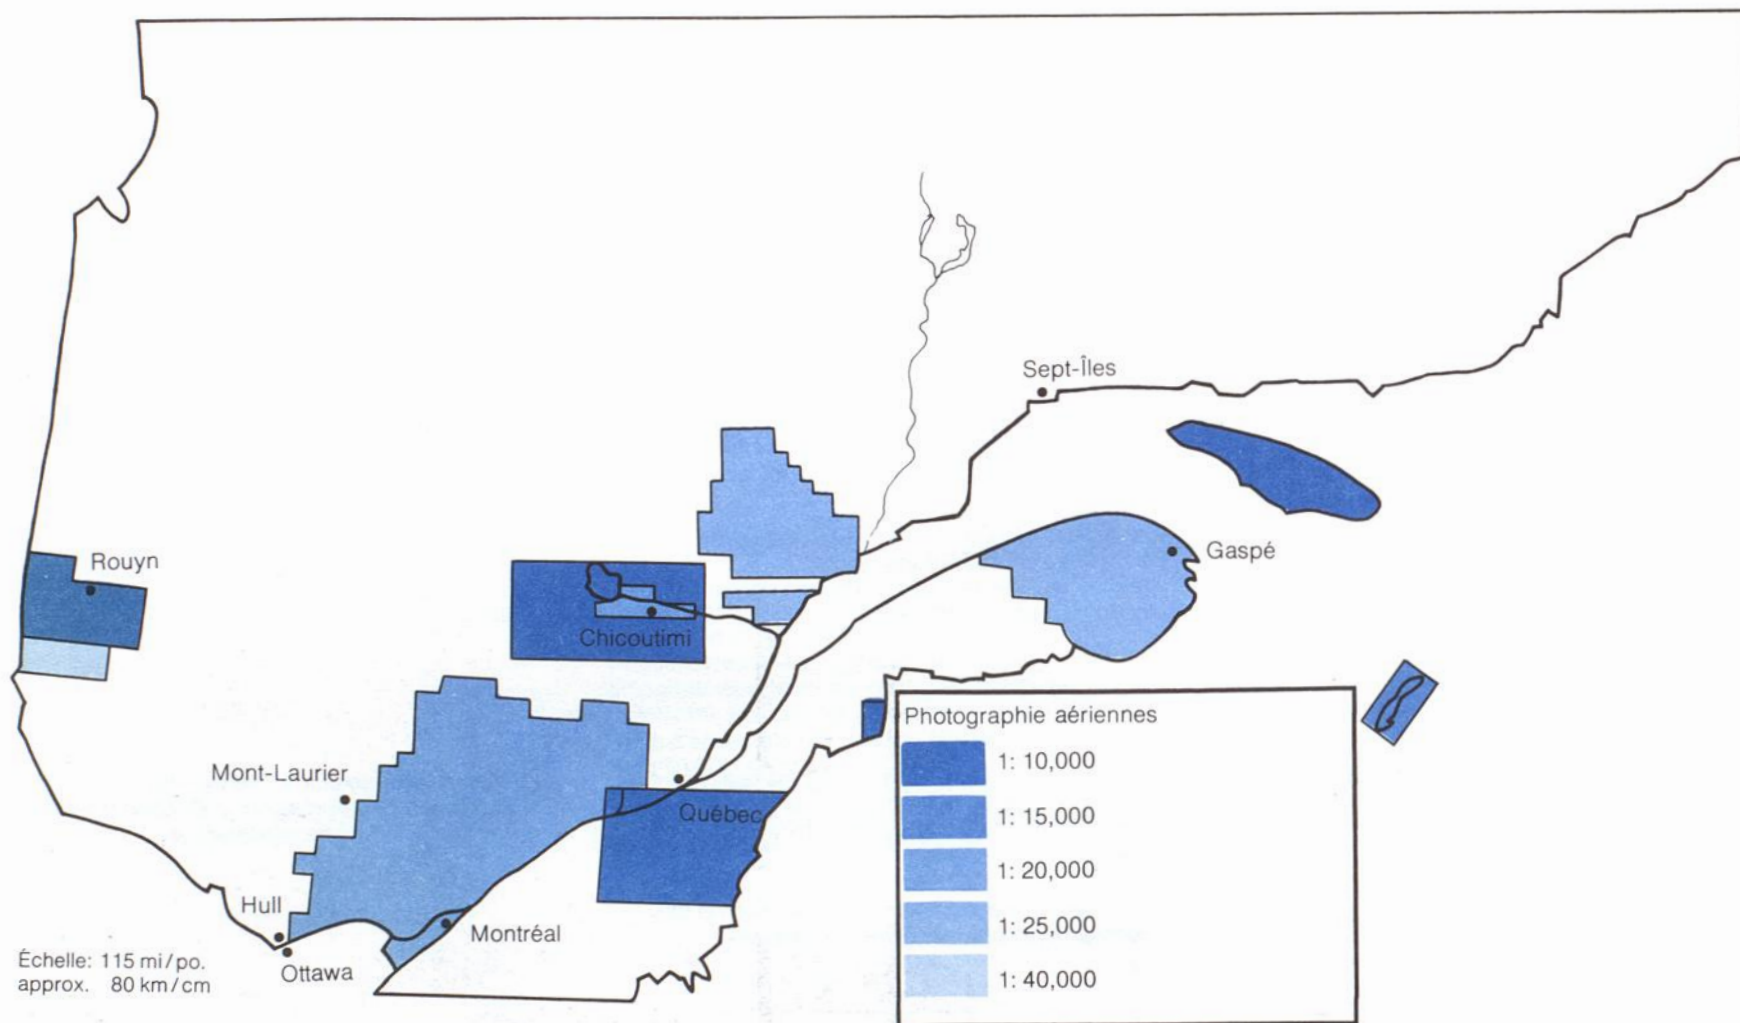 Sept-Îles
Gaspé
Rouyn
Chicoutimi
Mont-Laurier
Québec
Hull
Montréal
Ottawa
Échelle: 115 mi/po.
approx. 80 km/cm
Photographie aériennes
1: 10,000
1: 15,000
1: 20,000
1: 25,000
1: 40,000